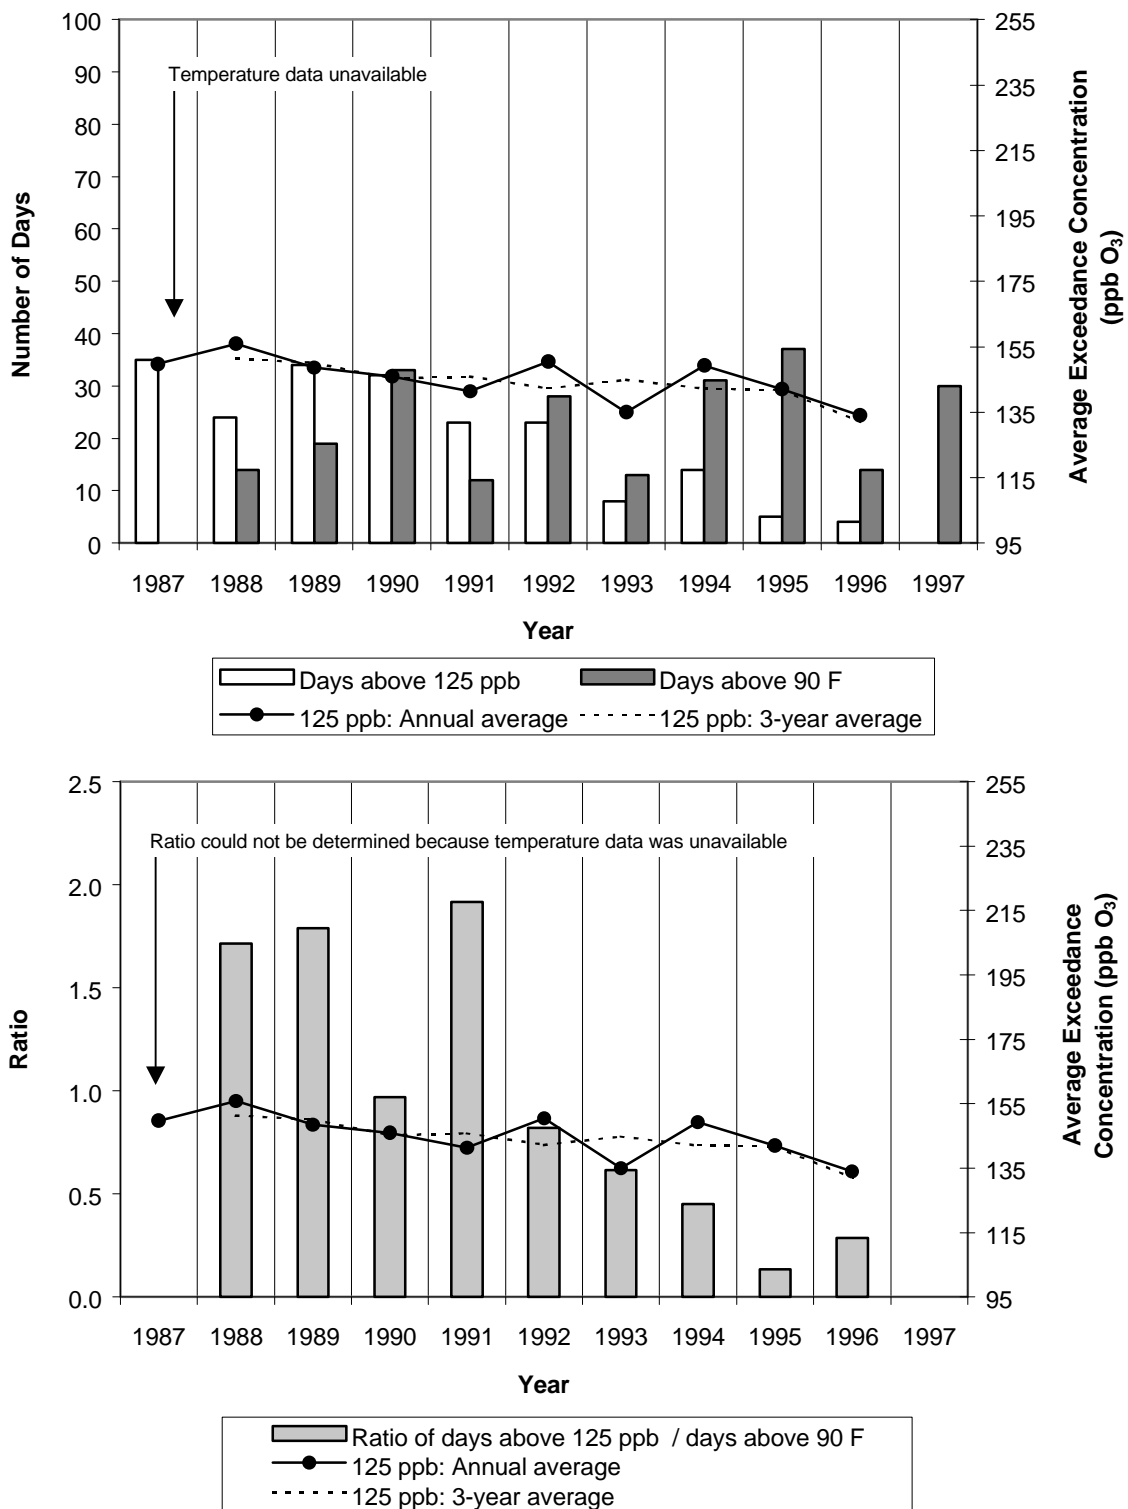 100
90
80
70
60
50
40
30
20
10
0
Number of Days
Temperature data unavailable
255
235
215
195
175
155
135
115
95
Average Exceedance Concentration
(ppb O₃)
1987 1988 1989 1990 1991 1992 1993 1994 1995 1996 1997
Year
Days above 125 ppb Days above 90 F
125 ppb: Annual average 125 ppb: 3-year average
2.5
2.0
1.5
1.0
0.5
0.0
Ratio
Ratio could not be determined because temperature data was unavailable
255
235
215
195
175
155
135
115
95
Average Exceedance
Concentration (ppb O₃)
1987 1988 1989 1990 1991 1992 1993 1994 1995 1996 1997
Year
Ratio of days above 125 ppb / days above 90 F
125 ppb: Annual average
125 ppb: 3-year average